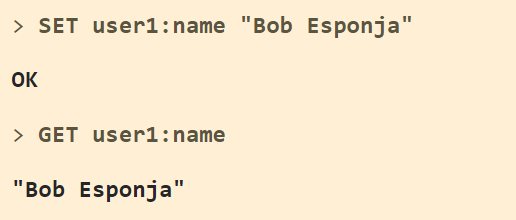 > SET user1:name "Bob Esponja"
OK
> GET user1:name
"Bob Esponja"